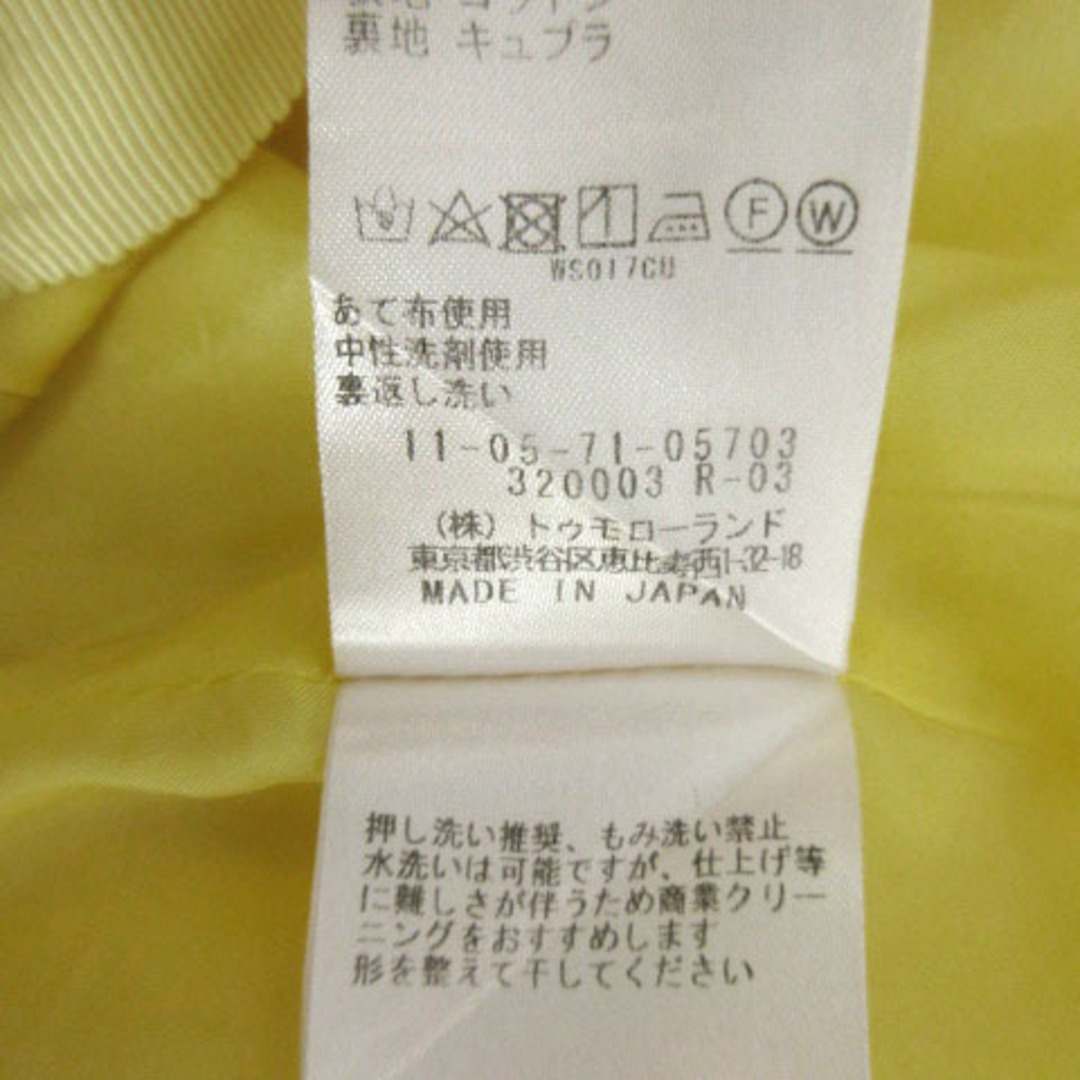 裏地 キュプラ
F W
WS017CU
あて布使用
中性洗剤使用
裏返し洗い
11-05-71-05703
320003 R-03
(株) トゥモローランド
東京都渋谷区恵比寿西1-32-18
MADE IN JAPAN
押し洗い推奨、もみ洗い禁止
水洗いは可能ですが、仕上げ等
に難しさが伴うため商業クリー
ニングをおすすめします
形を整えて干してください